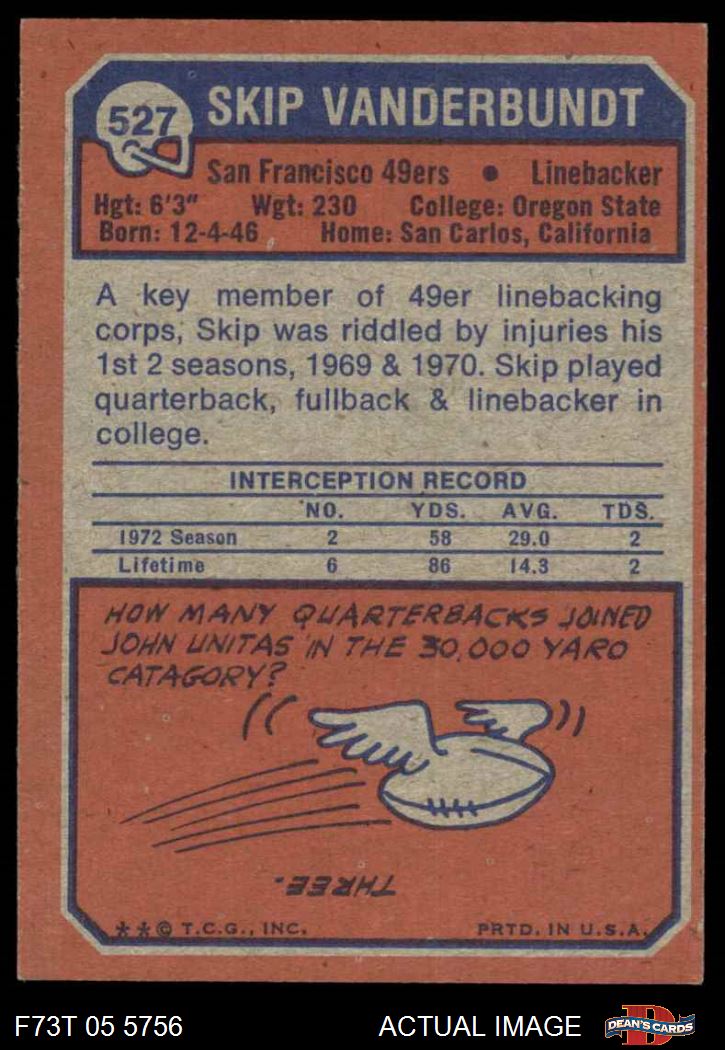 527 SKIP VANDERBUNDT
San Francisco 49ers • Linebacker
Hgt: 6'3" Wgt: 230 College: Oregon State
Born: 12-4-46 Home: San Carlos, California
A key member of 49er linebacking
corps, Skip was riddled by injuries his
1st 2 seasons, 1969 & 1970. Skip played
quarterback, fullback & linebacker in
college.
INTERCEPTION RECORD
NO. YDS. AVG. TDS.
1972 Season 2 58 29.0 2
Lifetime 6 86 14.3 2
HOW MANY QUARTERBACKS JOINED
JOHN UNITAS IN THE 30,000 YARD
CATAGORY?
THREE.
**© T.C.G., INC. PRTD. IN U.S.A.
F73T 05 5756 ACTUAL IMAGE D DEAN'S CARDS